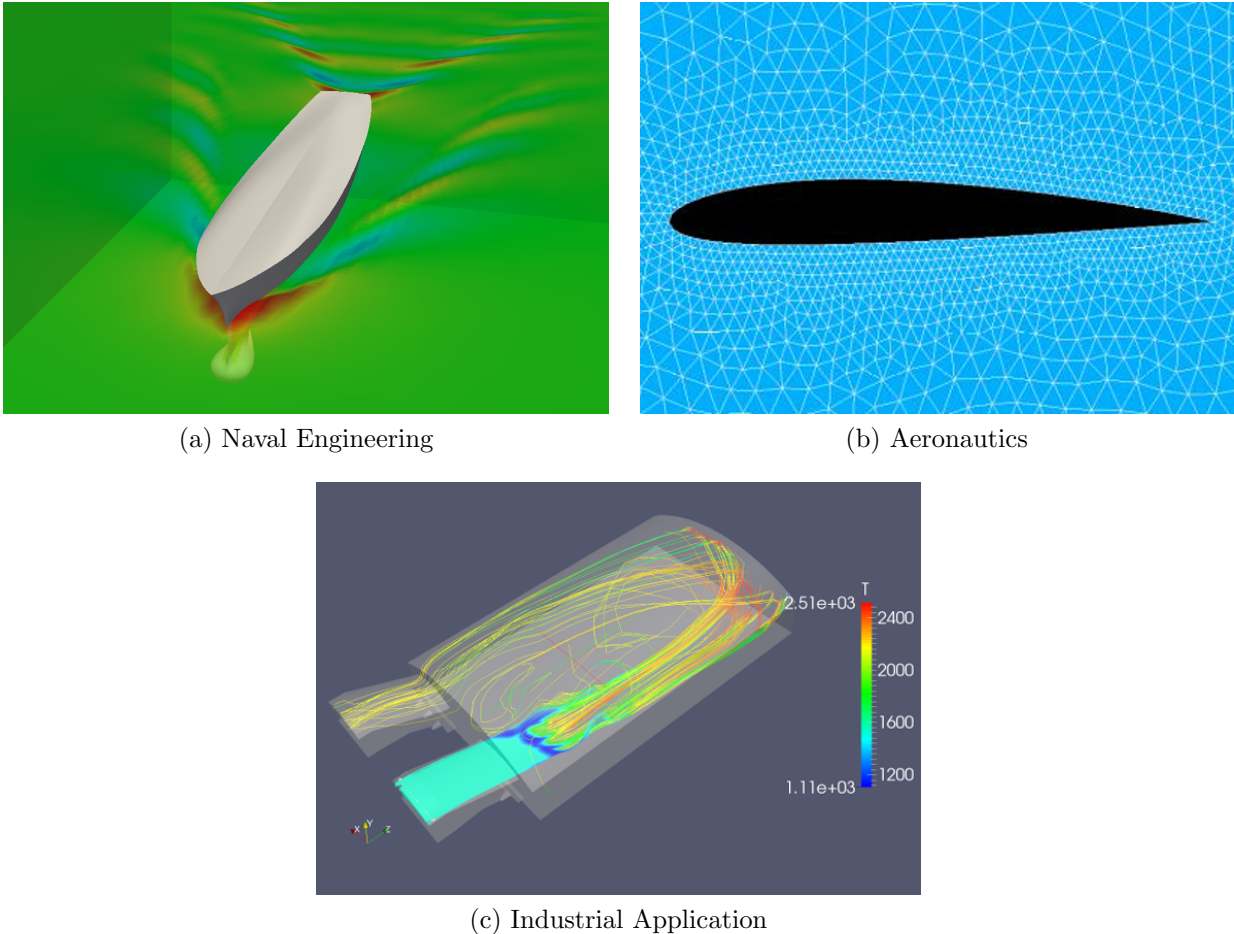 (a) Naval Engineering
(b) Aeronautics
T
2.51e+03
2400
2000
1600
1200
1.11e+03
X
Y
Z
(c) Industrial Application